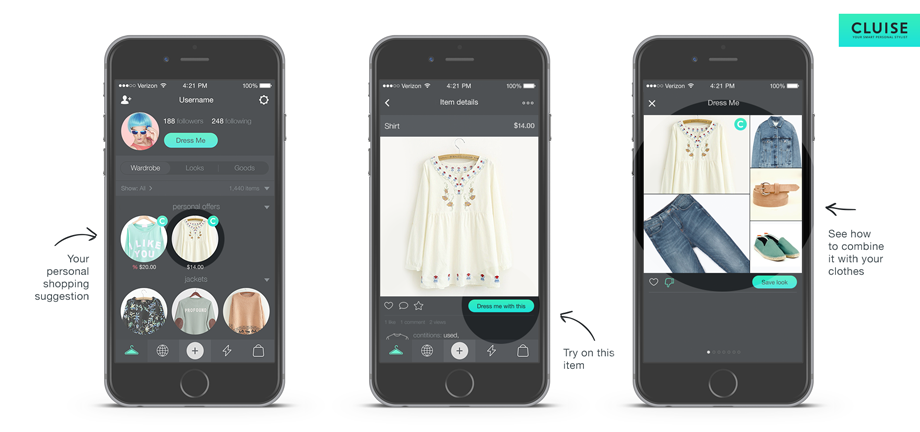 CLUISE
YOUR SMART PERSONAL STYLIST
Verizon 4:21 PM 100%
Username
188 followers 248 following
Dress Me
Wardrobe Looks Goods
Show: All 1,440 items
personal offers
I LIKE
YOU
C
C
% $20.00
$14.00
jackets
Your
personal
shopping
suggestion
Verizon 4:21 PM 100%
Item details
Shirt $14.00
Dress me with this
1 like 1 comment
used,
Try on this
item
Verizon 4:21 PM 100%
Dress Me
C
Save look
See how
to combine
it with your
clothes